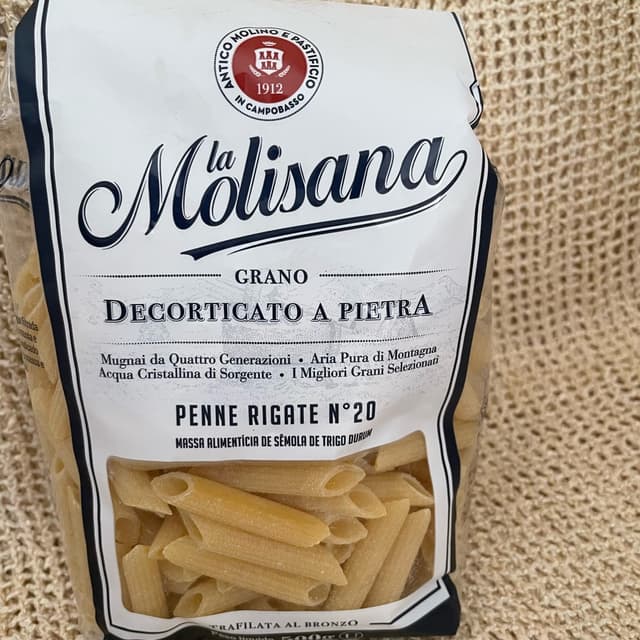 ANTICO MOLINO E PASTIFICIO
1912
IN CAMPOBASSO
la
Molisana
GRANO
DECORTICATO A PIETRA
Mugnai da Quattro Generazioni • Aria Pura di Montagna
Acqua Cristallina di Sorgente • I Migliori Grani Selezionati
PENNE RIGATE N°20
MASSA ALIMENTÍCIA DE SÊMOLA DE TRIGO DURUM
TRAFILATA AL BRONZO
500g